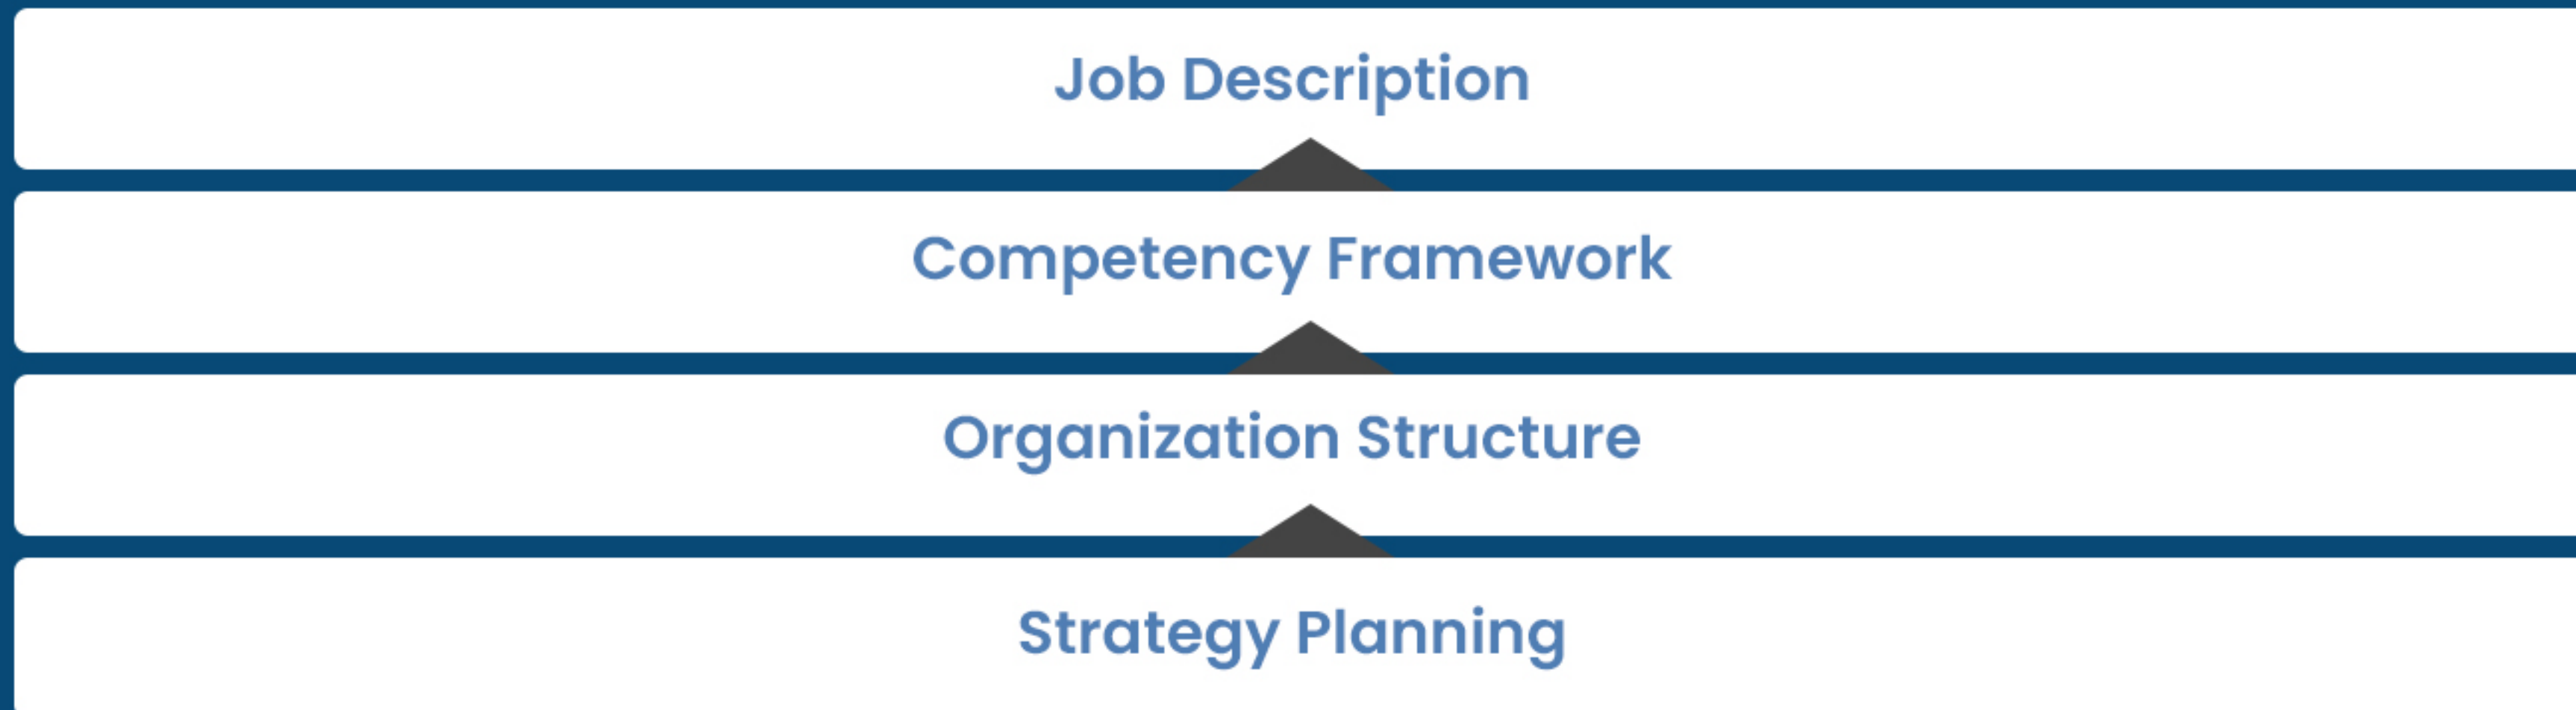 Job Description
Competency Framework
Organization Structure
Strategy Planning